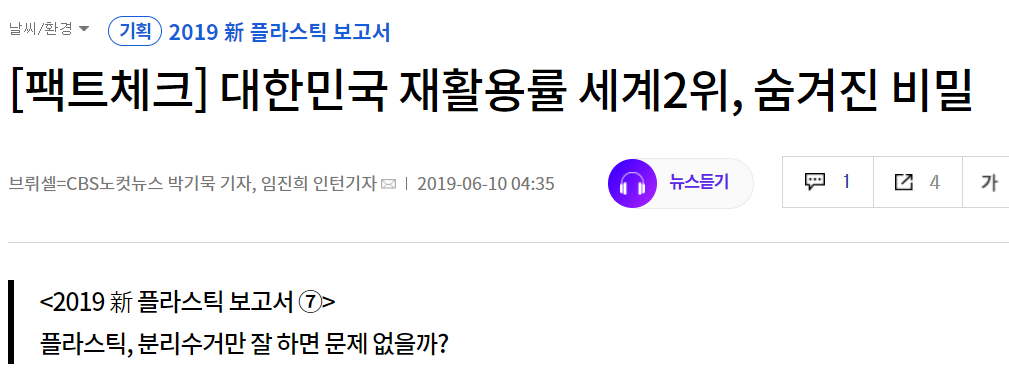 날씨/환경
기획 2019 新 플라스틱 보고서
[팩트체크] 대한민국 재활용률 세계2위, 숨겨진 비밀
브뤼셀=CBS노컷뉴스 박기묵 기자, 임진희 인턴기자 | 2019-06-10 04:35
뉴스듣기 1 4 가
<2019 新 플라스틱 보고서 ⑦>
플라스틱, 분리수거만 잘 하면 문제 없을까?